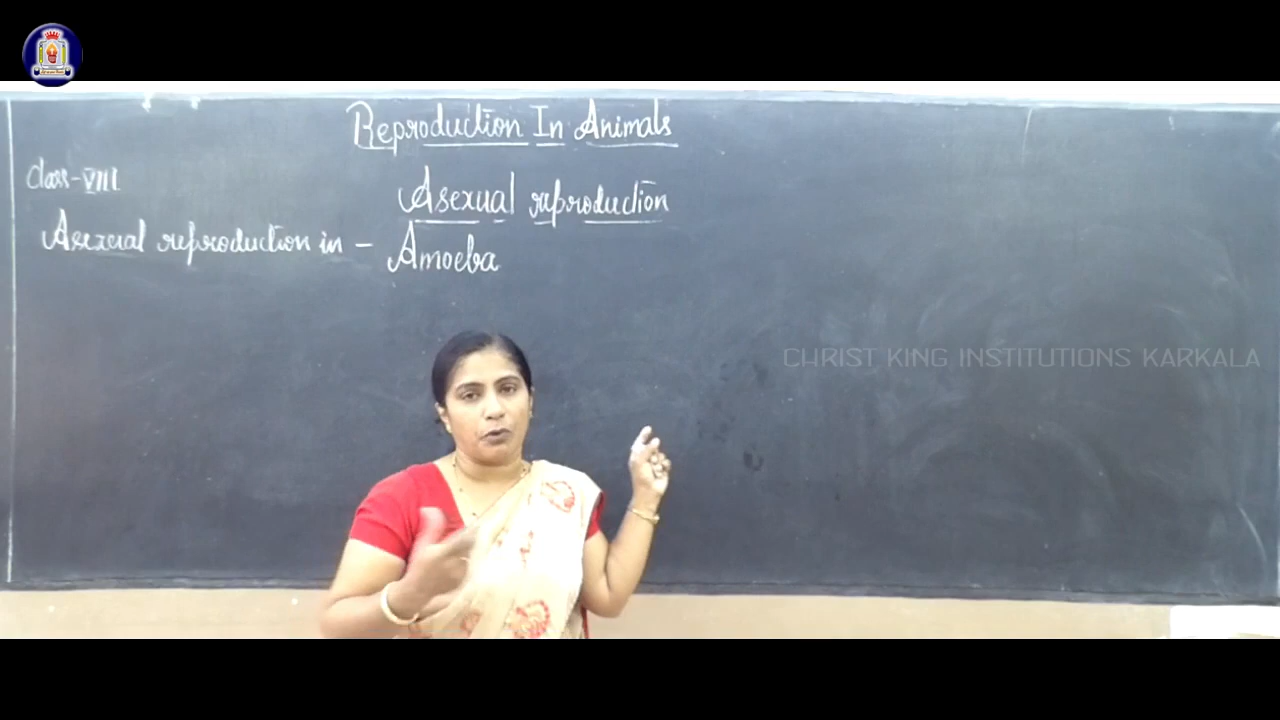 Reproduction In Animals
Class-VIII
Asexual reproduction
Asexual reproduction in - Amoeba
CHRIST KING INSTITUTIONS KARKALA